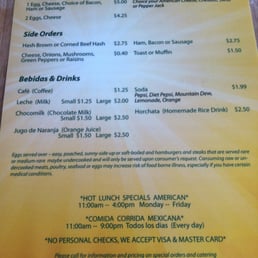 1 Egg, Cheese, Choice of Bacon, $5.00
Ham or Sausage
2 Eggs, Cheese $4.25
Choice your American Cheese, Cheddar, Swiss
or Pepper Jack
Side Orders
Hash Brown or Corned Beef Hash $2.75
Cheese, Onions, Mushrooms, $0.40
Green Peppers or Raisins
Ham, Bacon or Sausage $2.75
Toast or Muffin $1.50
Bebidas & Drinks
Café (Coffee) $1.25
Leche (Milk) Small $1.25 Large $2.00
Chocomilk (Chocolate Milk)
Small $1.50 Large $2.50
Jugo de Naranja (Orange Juice)
Small $1.50 Large $2.50
Soda $1.99
Pepsi, Diet Pepsi, Mountain Dew,
Lemonade, Orange
Horchata (Homemade Rice Drink) $2.50
Eggs served over - easy, poached, sunny-side up or soft-boiled and hamburgers and steaks that are served rare
or medium-rare maybe undercooked and will only be served upon consumer's request. Consuming raw or un-
dercooked meats, poultry, seafood or eggs may increase risk of food borne illness, especially if you have certain
medical conditions.
*HOT LUNCH SPECIALS AMERICAN*
11:00am – 4:00pm Monday – Friday
*COMIDA CORRIDA MEXICANA*
11:00am – 9:00pm Todos los días (Every day)
*NO PERSONAL CHECKS, WE ACCEPT VISA & MASTER CARD*
Please call for information and pricing on special orders and catering